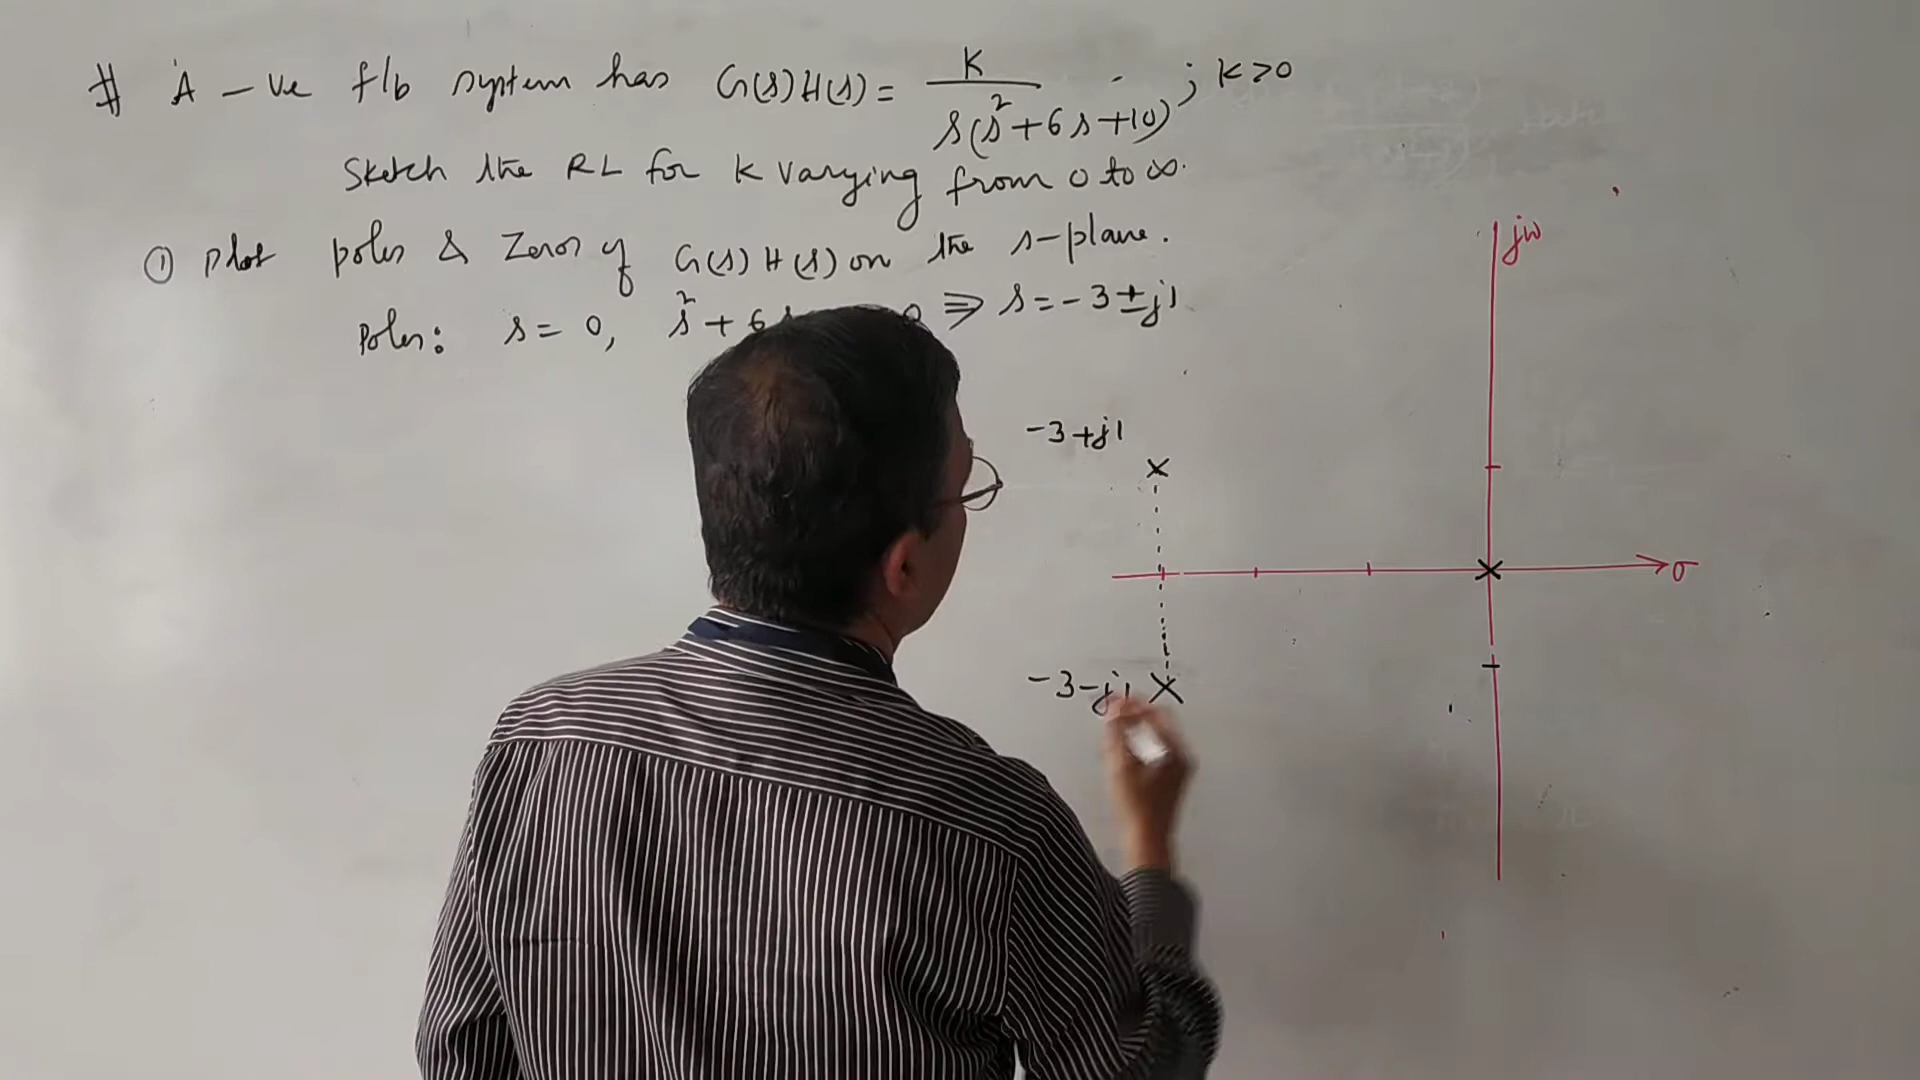 # A -ve f/b system has G(s)H(s) = K / s(s²+6s+10) ; K>0
Sketch the RL for K varying from 0 to ∞.
① Plot poles & Zeros of G(s)H(s) on the s-plane.
Poles: s = 0, s²+6 0 ⇒ s = -3±j1
jω
-3+j1
σ
-3-j1